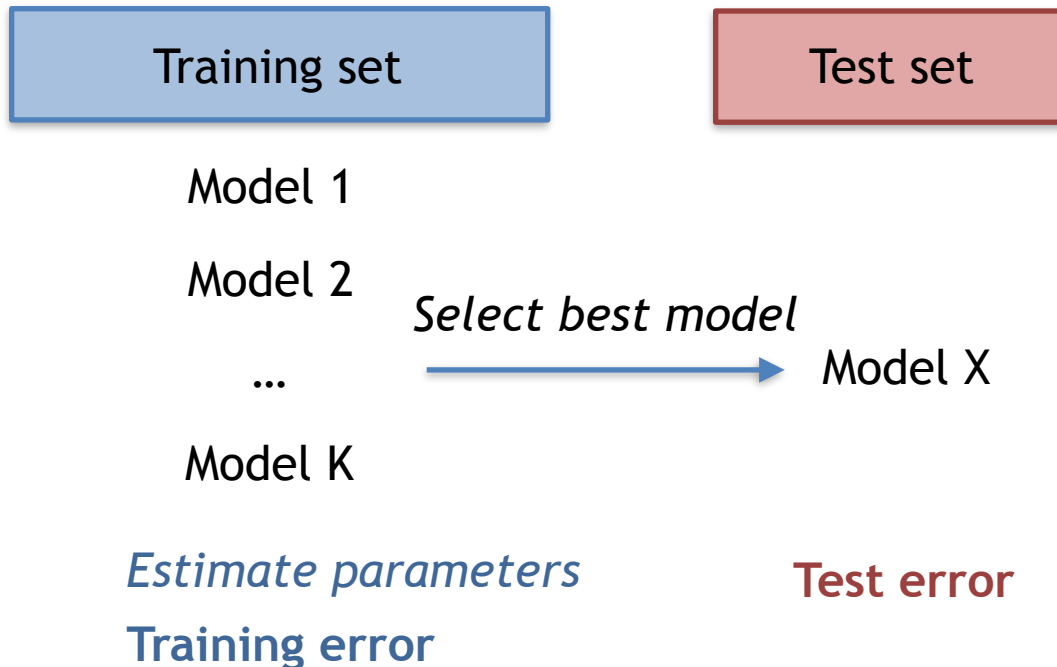 Training set
Test set
Model 1
Model 2
Select best model
...
Model X
Model K
Estimate parameters
Test error
Training error